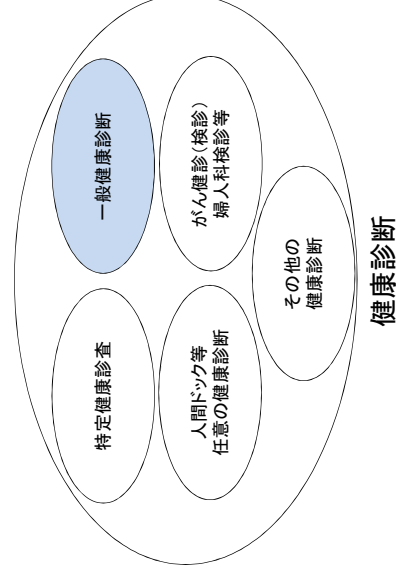 特定健康診査
一般健康診断
人間ドック等
任意の健康診断
がん健診(検診)
婦人科検診等
その他の
健康診断
健康診断